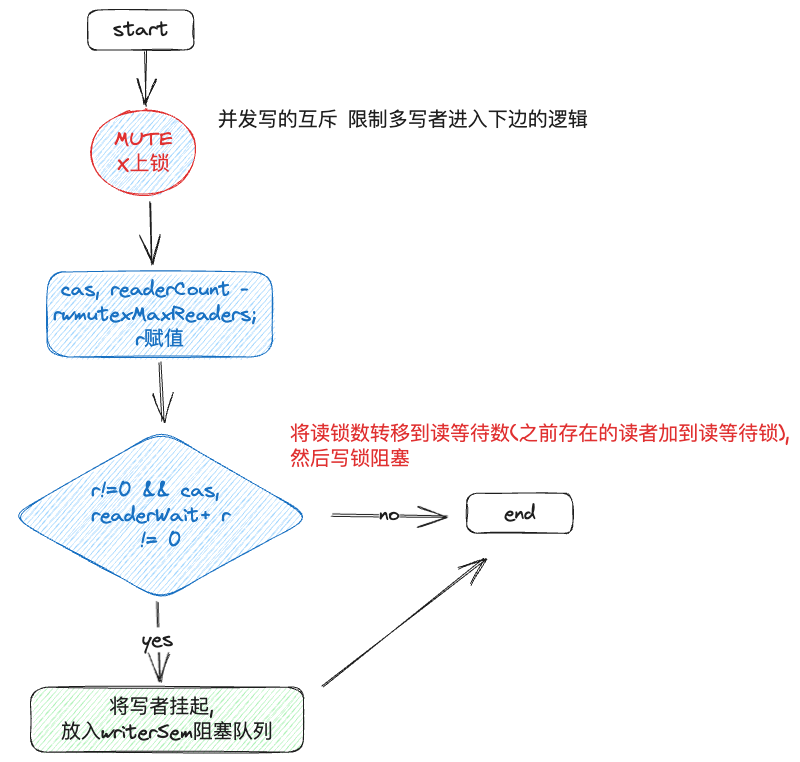 start
并发写的互斥 限制多写者进入下边的逻辑
MUTE
X上锁
cas, readerCount -
rwmutexMaxReaders;
r赋值
将读锁数转移到读等待数(之前存在的读者加到读等待锁),
然后写锁阻塞
r!=0 && cas,
readerWait+ r
!= 0
no
end
yes
将写者挂起,
放入writerSem阻塞队列